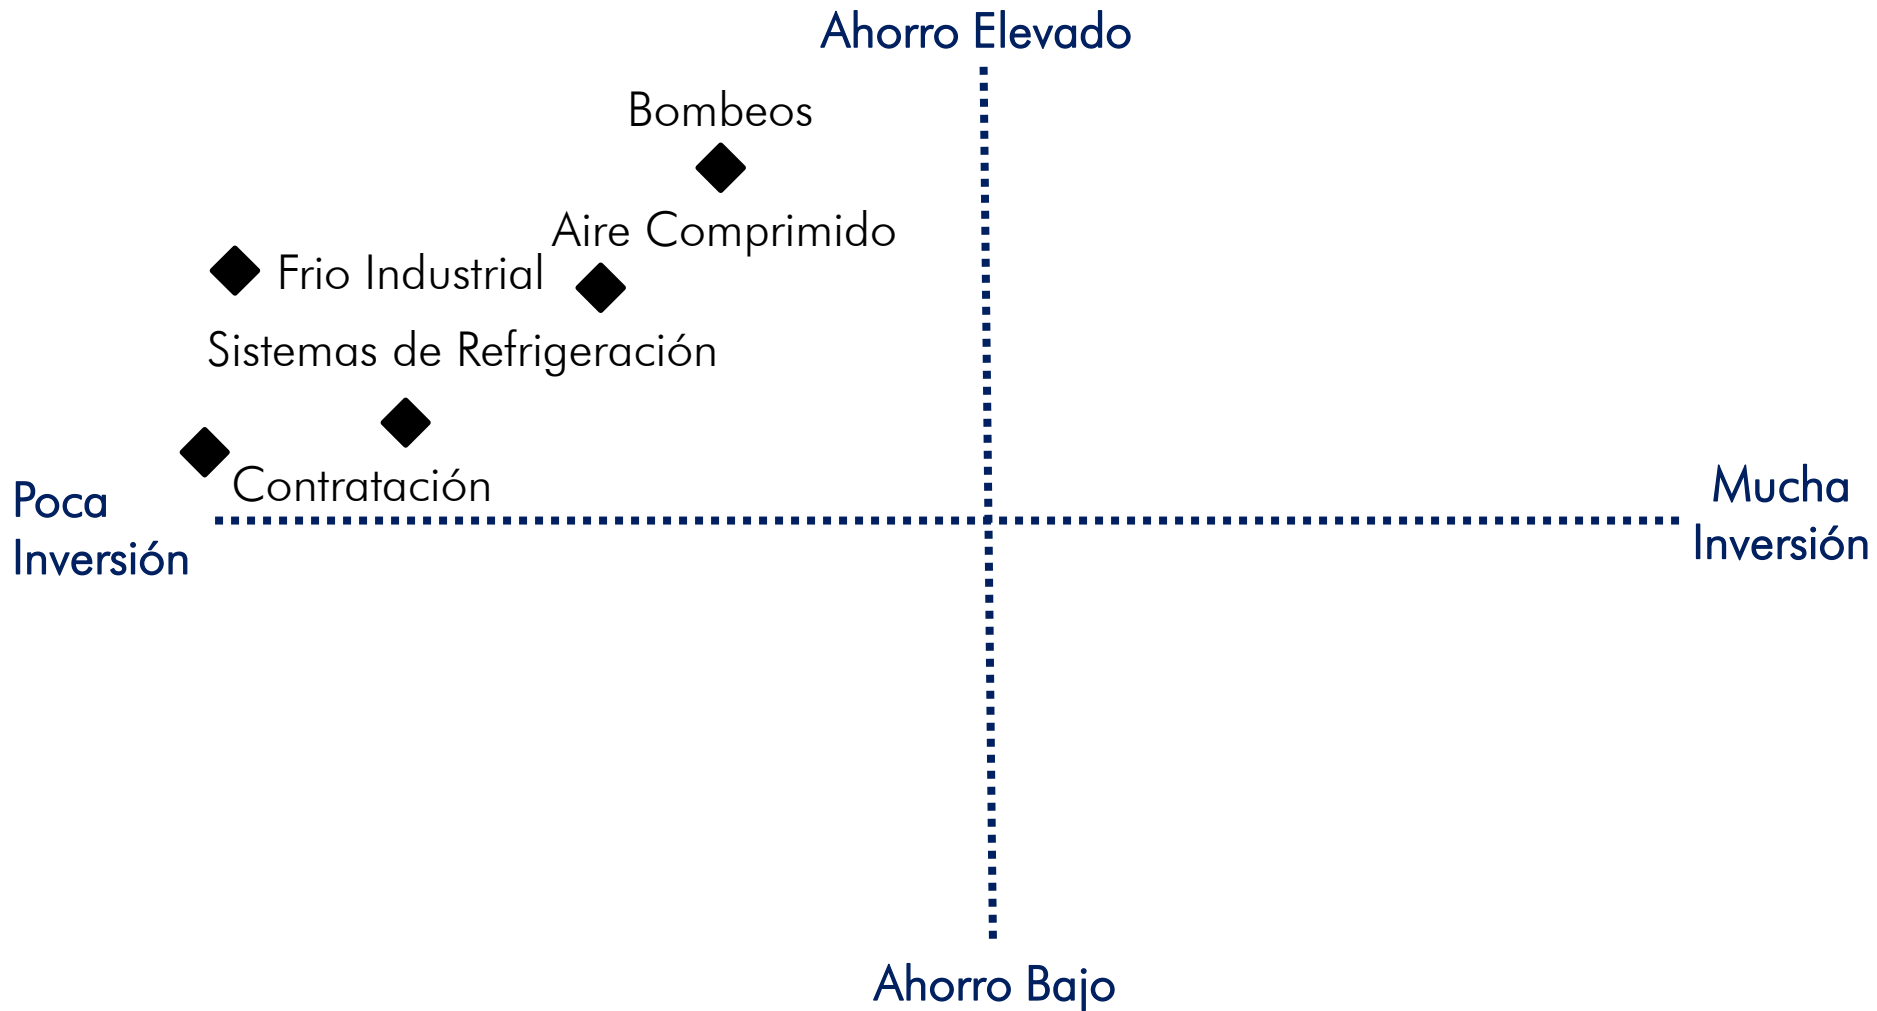 Ahorro Elevado
Bombeos
Aire Comprimido
Frio Industrial
Sistemas de Refrigeración
Contratación
Poca
Inversión
Mucha
Inversión
Ahorro Bajo